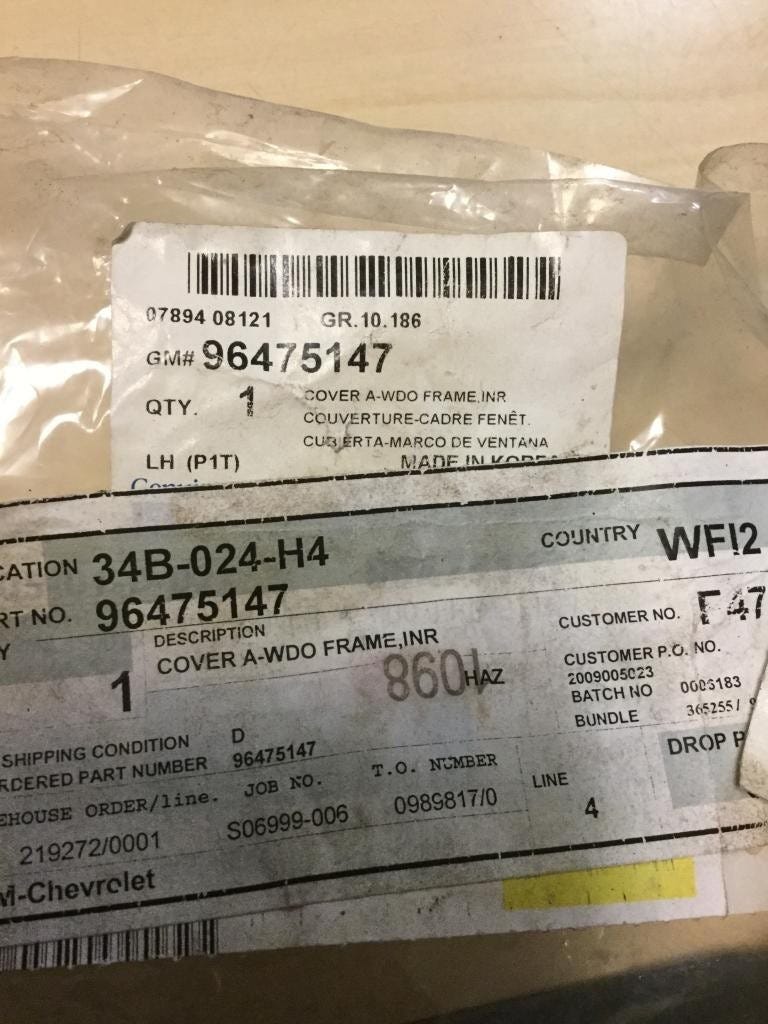 07894 08121 GR.10.186
GM# 96475147
QTY. 1 COVER A-WDO FRAME,INR
COUVERTURE-CADRE FENÊT.
CUBIERTA-MARCO DE VENTANA
LH (P1T) MADE IN KOREA
CATION 34B-024-H4 COUNTRY WFI2
RT NO. 96475147 CUSTOMER NO. F47
Y 1 DESCRIPTION
COVER A-WDO FRAME,INR
HAZ
CUSTOMER P.O. NO.
2009005023
BATCH NO 0006183
BUNDLE 365255/
SHIPPING CONDITION D
RDERED PART NUMBER 96475147
DROP P
EHOUSE ORDER/line. JOB NO. T.O. NUMBER LINE
219272/0001 S06999-006 0989817/0 4
M-Chevrolet